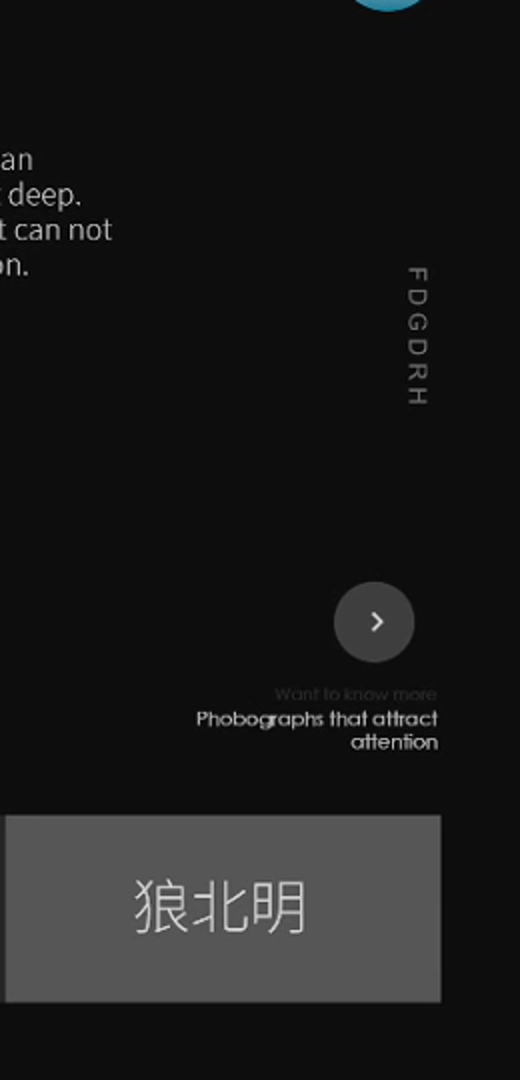 an
t deep.
t can not
on.
FDGDRH
Want to know more
Phobographs that attract
attention
狼北明